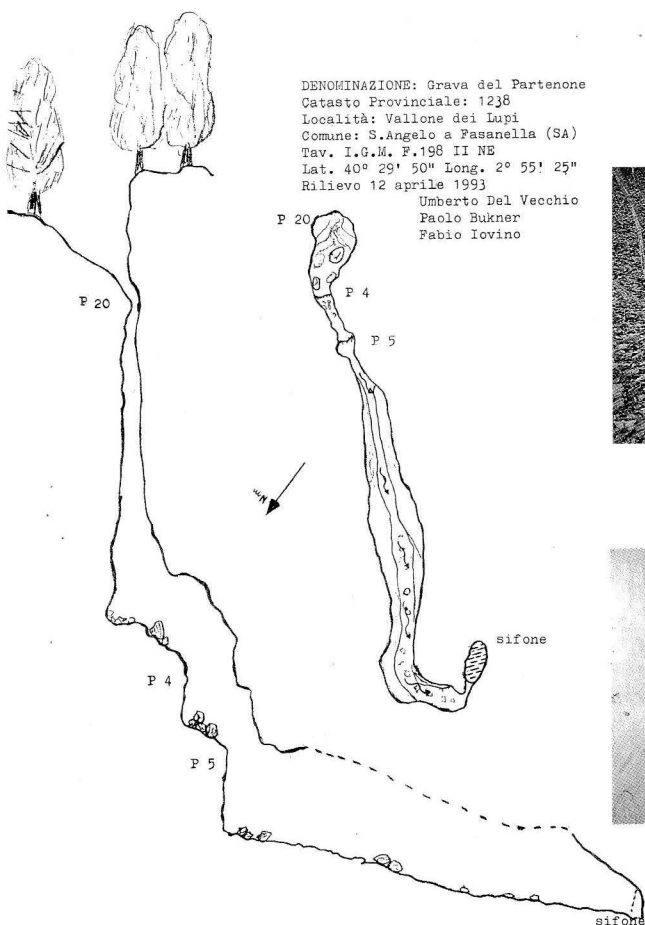 DENOMINAZIONE: Grava del Partenone
Catasto Provinciale: 1238
Località: Vallone dei Lupi
Comune: S.Angelo a Fasanella (SA)
Tav. I.G.M. F.198 II NE
Lat. 40° 29' 50" Long. 2° 55' 25"
Rilievo 12 aprile 1993
Umberto Del Vecchio
Paolo Bukner
Fabio Iovino
P 20
P 4
P 5
P 20
Nm
sifone
P 4
P 5
sifone